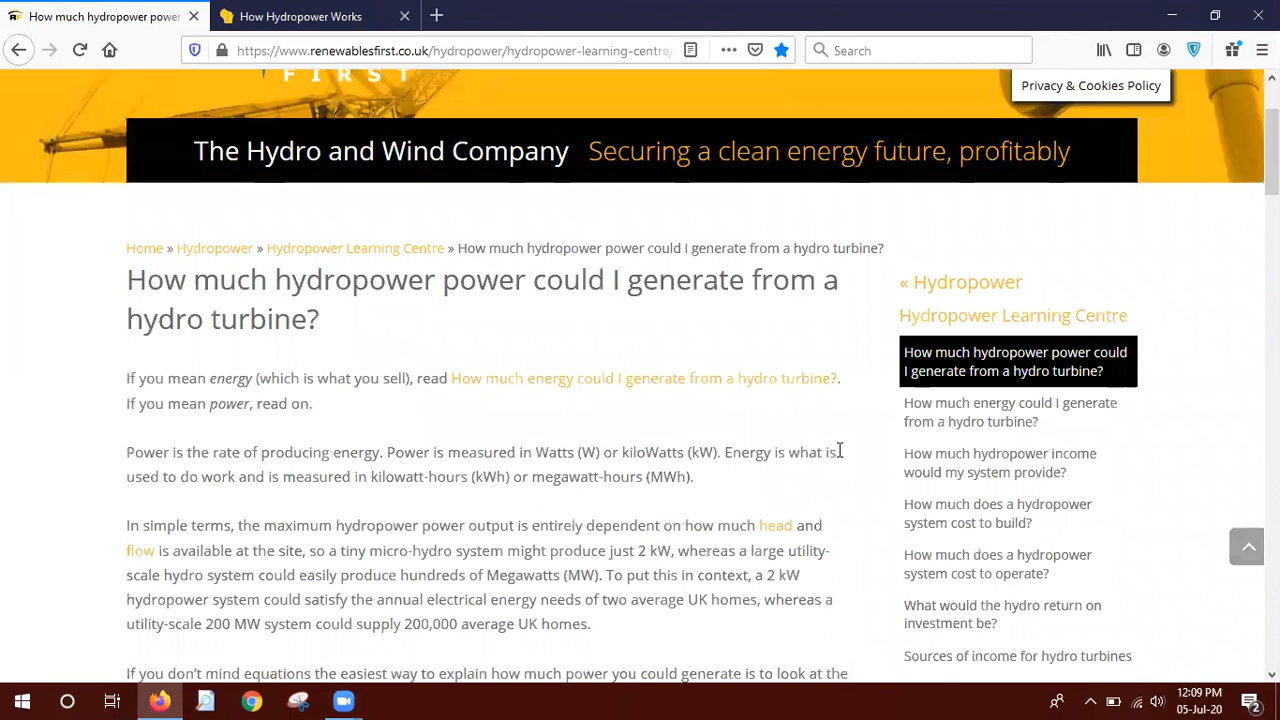 How much hydropower powe
How Hydropower Works
https://www.renewablesfirst.co.uk/hydropower/hydropower-learning-centre/
Search
FIRST
Privacy & Cookies Policy
The Hydro and Wind Company Securing a clean energy future, profitably
Home » Hydropower » Hydropower Learning Centre » How much hydropower power could I generate from a hydro turbine?
How much hydropower power could I generate from a
hydro turbine?
If you mean energy (which is what you sell), read How much energy could I generate from a hydro turbine?.
If you mean power, read on.
Power is the rate of producing energy. Power is measured in Watts (W) or kiloWatts (kW). Energy is what is
used to do work and is measured in kilowatt-hours (kWh) or megawatt-hours (MWh).
In simple terms, the maximum hydropower power output is entirely dependent on how much head and
flow is available at the site, so a tiny micro-hydro system might produce just 2 kW, whereas a large utility-
scale hydro system could easily produce hundreds of Megawatts (MW). To put this in context, a 2 kW
hydropower system could satisfy the annual electrical energy needs of two average UK homes, whereas a
utility-scale 200 MW system could supply 200,000 average UK homes.
If you don't mind equations the easiest way to explain how much power you could generate is to look at the
« Hydropower
Hydropower Learning Centre
How much hydropower power could
I generate from a hydro turbine?
How much energy could I generate
from a hydro turbine?
How much hydropower income
would my system provide?
How much does a hydropower
system cost to build?
How much does a hydropower
system cost to operate?
What would the hydro return on
investment be?
Sources of income for hydro turbines
12:09 PM
05-Jul-20
2